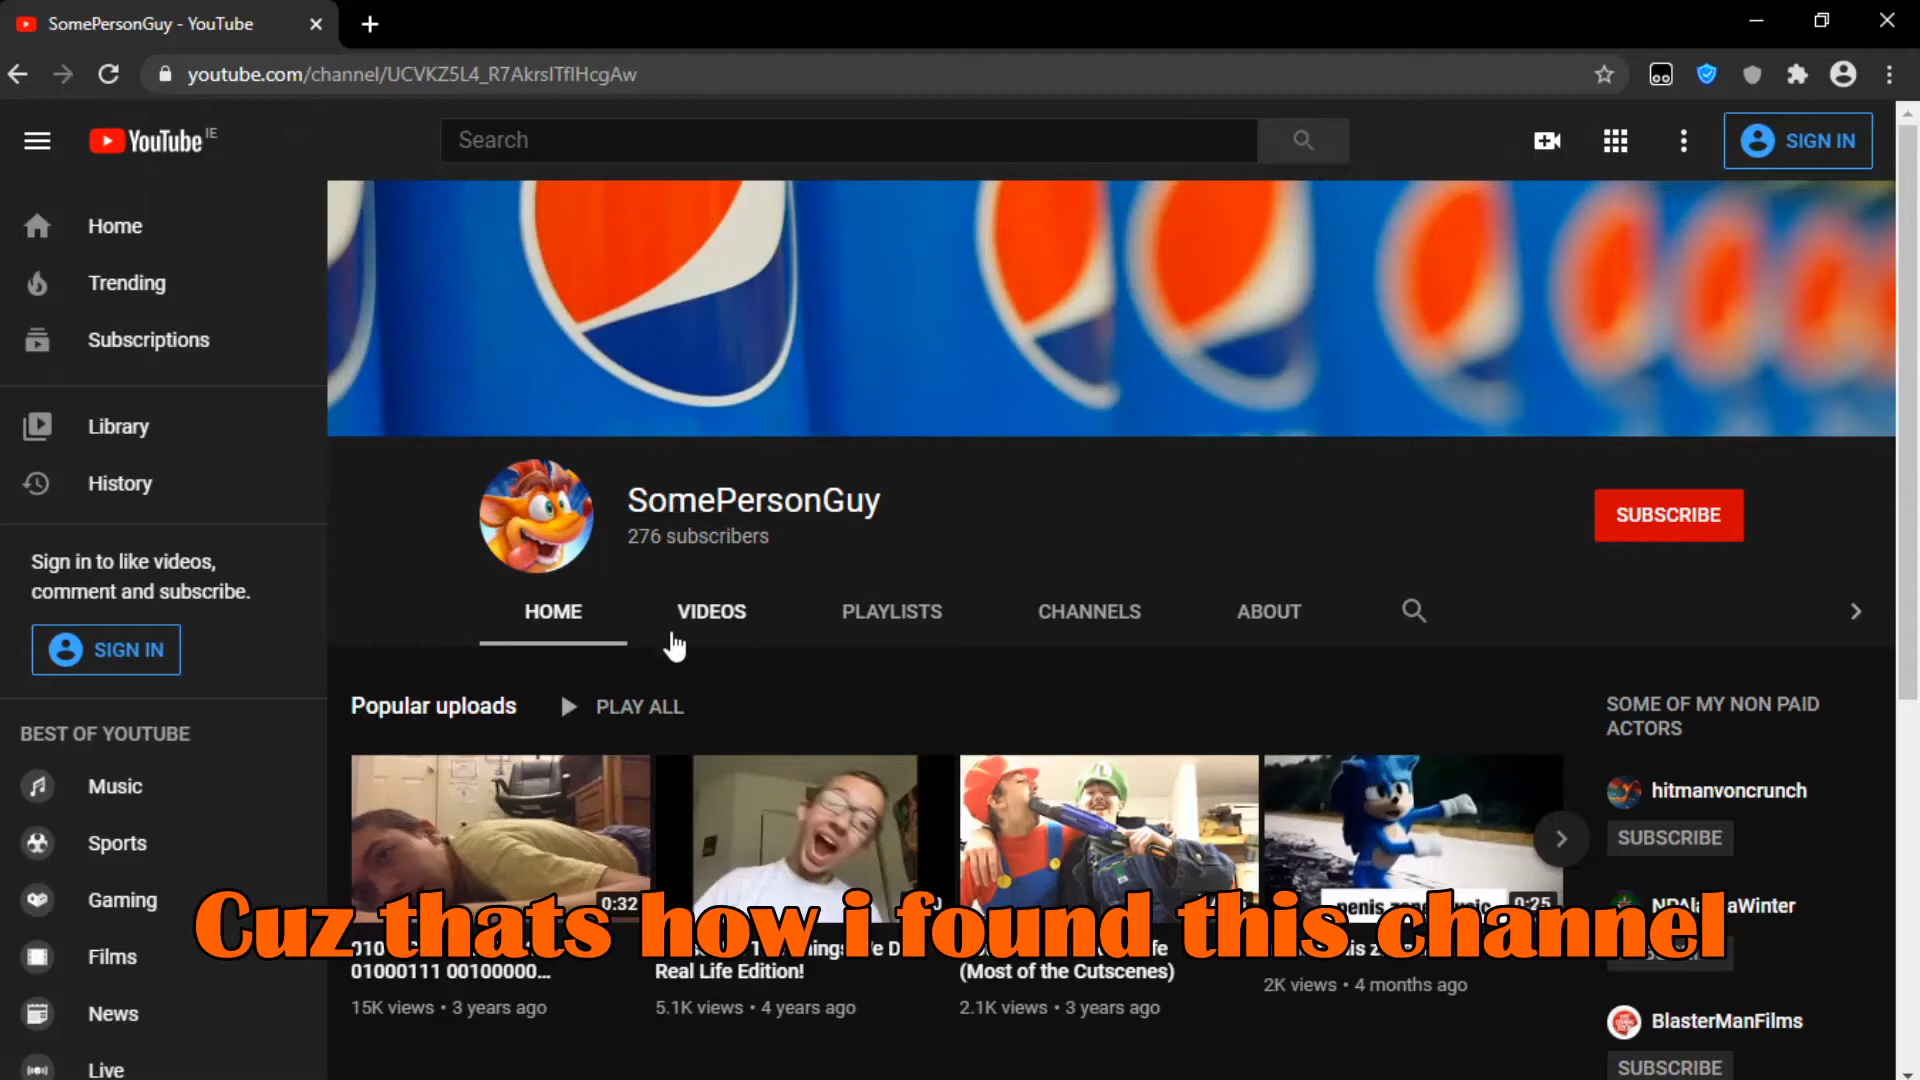 SomePersonGuy - YouTube
youtube.com/channel/UCVKZ5L4_R7AkrsITfIHcgAw
YouTube IE
Search
SIGN IN
Home
Trending
Subscriptions
Library
History
Sign in to like videos,
comment and subscribe.
SIGN IN
BEST OF YOUTUBE
Music
Sports
Gaming
Films
News
Live
SomePersonGuy
276 subscribers
SUBSCRIBE
HOME VIDEOS PLAYLISTS CHANNELS ABOUT
Popular uploads PLAY ALL
0:32
penis
0:25
Cuz thats how i found this channel
01000111 00100000...
15K views • 3 years ago
Real Life Edition!
5.1K views • 4 years ago
(Most of the Cutscenes)
2.1K views • 3 years ago
2K views • 4 months ago
SOME OF MY NON PAID
ACTORS
hitmanvoncrunch
SUBSCRIBE
BlasterManFilms
SUBSCRIBE